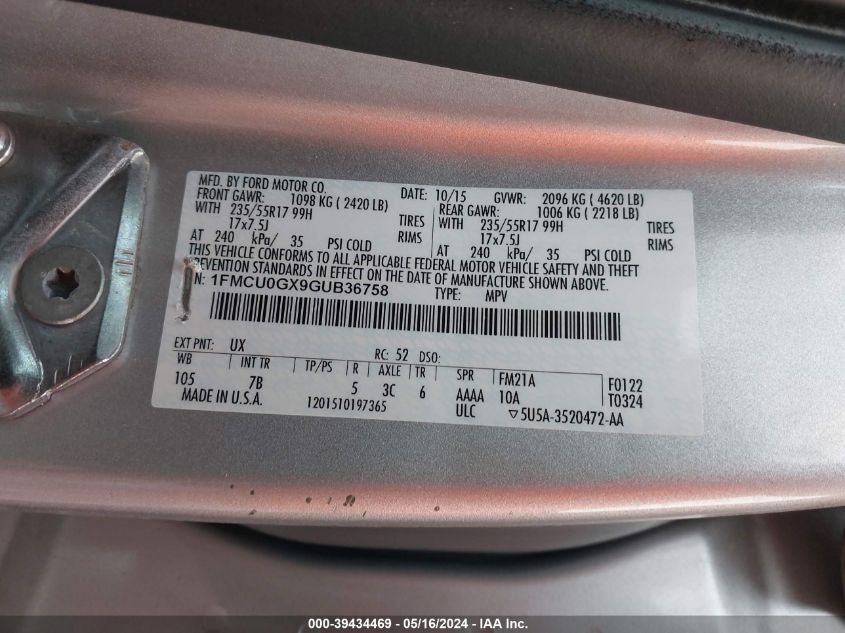 MFD. BY FORD MOTOR CO. DATE: 10/15 GVWR: 2096 KG ( 4620 LB)
FRONT GAWR: 1098 KG ( 2420 LB) REAR GAWR: 1006 KG ( 2218 LB)
WITH 235/55R17 99H TIRES WITH 235/55R17 99H TIRES
17x7.5J RIMS 17x7.5J RIMS
AT 240 kPa/ 35 PSI COLD AT 240 kPa/ 35 PSI COLD
THIS VEHICLE CONFORMS TO ALL APPLICABLE FEDERAL MOTOR VEHICLE SAFETY AND THEFT
PREVENTION STANDARDS IN EFFECT ON THE DATE OF MANUFACTURE SHOWN ABOVE.
N: 1FMCU0GX9GUB36758 TYPE: MPV
EXT PNT: UX RC: 52 DSO:
WB INT TR TP/PS R AXLE TR SPR FM21A F0122
105 7B 5 3C 6 AAAA 10A T0324
MADE IN U.S.A. 1201510197365 ULC ▽5U5A-3520472-AA
000-39434469 - 05/16/2024 - IAA Inc.